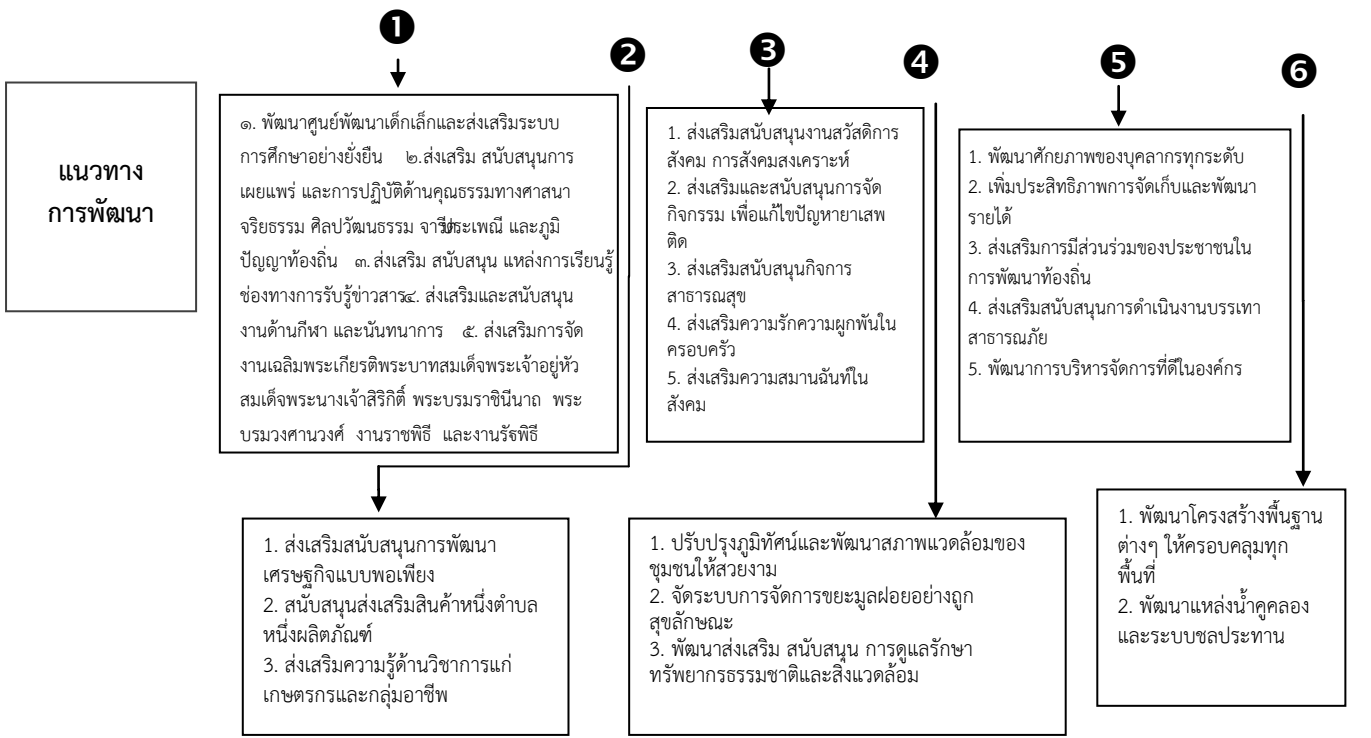 ❶
❷
❸
❹
❺
❻
แนวทาง
การพัฒนา
๑. พัฒนาศูนย์พัฒนาเด็กเล็กและส่งเสริมระบบ
การศึกษาอย่างยั่งยืน ๒.ส่งเสริม สนับสนุนการ
เผยแพร่ และการปฏิบัติด้านคุณธรรมทางศาสนา
จริยธรรม ศิลปวัฒนธรรม จารีตประเพณี และภูมิ
ปัญญาท้องถิ่น ๓. ส่งเสริม สนับสนุน แหล่งการเรียนรู้
ช่องทางการรับรู้ข่าวสาร๔. ส่งเสริมและสนับสนุน
งานด้านกีฬา และนันทนาการ ๕. ส่งเสริมการจัด
งานเฉลิมพระเกียรติพระบาทสมเด็จพระเจ้าอยู่หัว
สมเด็จพระนางเจ้าสิริกิติ์ พระบรมราชินีนาถ พระ
บรมวงศานุวงศ์ งานราชพิธี และงานรัฐพิธี
1. ส่งเสริมสนับสนุนงานสวัสดิการ
สังคม การสังคมสงเคราะห์
2. ส่งเสริมและสนับสนุนการจัด
กิจกรรม เพื่อแก้ไขปัญหายาเสพ
ติด
3. ส่งเสริมสนับสนุนกิจการ
สาธารณสุข
4. ส่งเสริมความรักความผูกพันใน
ครอบครัว
5. ส่งเสริมความสมานฉันท์ใน
สังคม
1. พัฒนาศักยภาพของบุคลากรทุกระดับ
2. เพิ่มประสิทธิภาพการจัดเก็บและพัฒนา
รายได้
3. ส่งเสริมการมีส่วนร่วมของประชาชนใน
การพัฒนาท้องถิ่น
4. ส่งเสริมสนับสนุนการดำเนินงานบรรเทา
สาธารณภัย
5. พัฒนาการบริหารจัดการที่ดีในองค์กร
1. ส่งเสริมสนับสนุนการพัฒนา
เศรษฐกิจแบบพอเพียง
2. สนับสนุนส่งเสริมสินค้าหนึ่งตำบล
หนึ่งผลิตภัณฑ์
3. ส่งเสริมความรู้ด้านวิชาการแก่
เกษตรกรและกลุ่มอาชีพ
1. ปรับปรุงภูมิทัศน์และพัฒนาสภาพแวดล้อมของ
ชุมชนให้สวยงาม
2. จัดระบบการจัดการขยะมูลฝอยอย่างถูก
สุขลักษณะ
3. พัฒนาส่งเสริม สนับสนุน การดูแลรักษา
ทรัพยากรธรรมชาติและสิ่งแวดล้อม
1. พัฒนาโครงสร้างพื้นฐาน
ต่างๆ ให้ครอบคลุมทุก
พื้นที่
2. พัฒนาแหล่งน้ำคูคลอง
และระบบชลประทาน